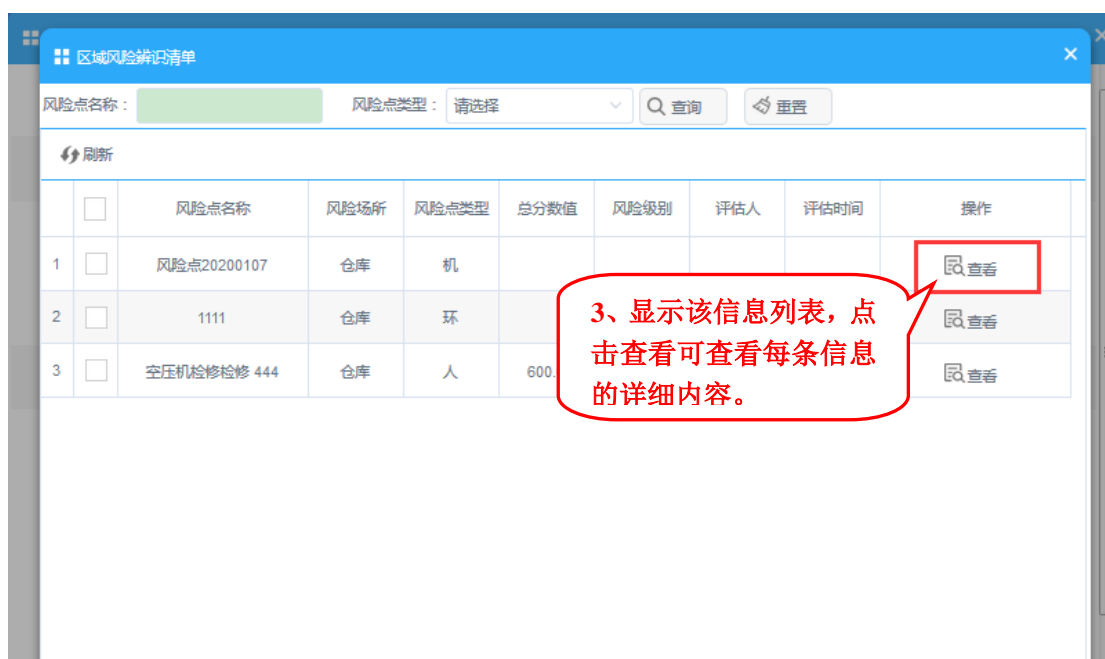 区域风险辨识清单
风险点名称： 风险点类型： 请选择 查询 重置
刷新
风险点名称 风险场所 风险点类型 总分数值 风险级别 评估人 评估时间 操作
1 风险点20200107 仓库 机 查看
2 1111 仓库 环 查看
3 空压机检修检修 444 仓库 人 600. 查看
3、显示该信息列表，点
击查看可查看每条信息
的详细内容。